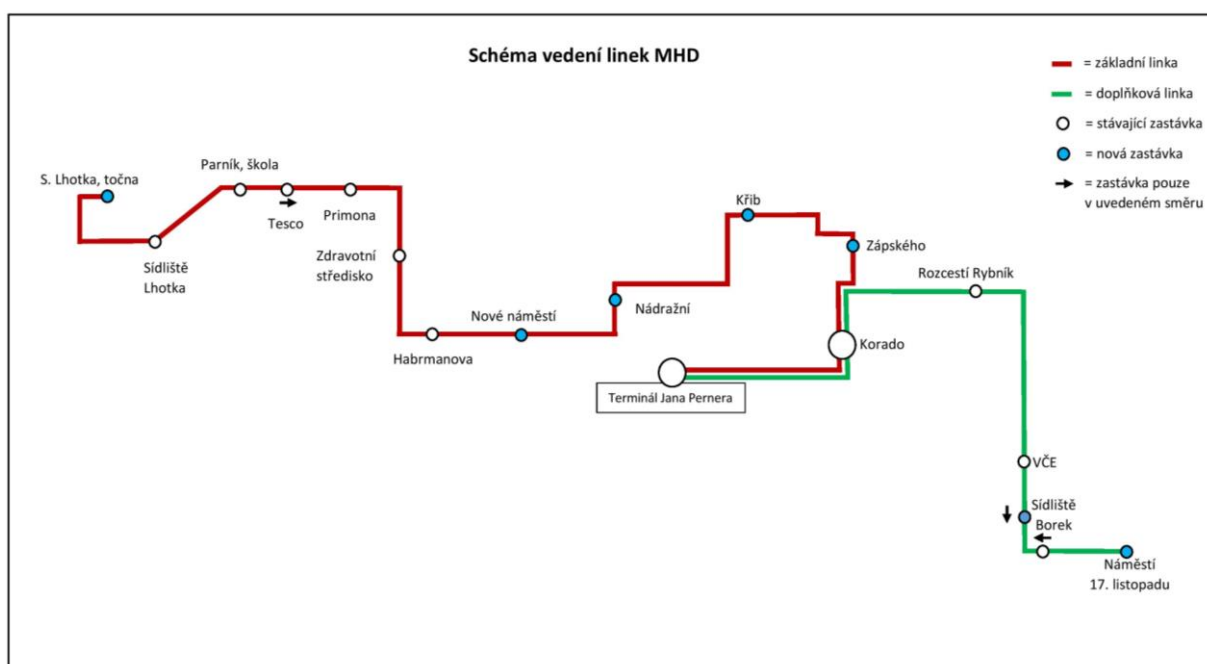 Schéma vedení linek MHD
= základní linka
= doplňková linka
= stávající zastávka
= nová zastávka
= zastávka pouze
v uvedeném směru
S. Lhotka, točna
Sídliště
Lhotka
Parník, škola
Tesco
Primona
Zdravotní
středisko
Habrmanova
Nové náměstí
Nádražní
Křib
Zápského
Rozcestí Rybník
Korado
Terminál Jana Pernera
VČE
Sídliště
Borek
Náměstí
17. listopadu